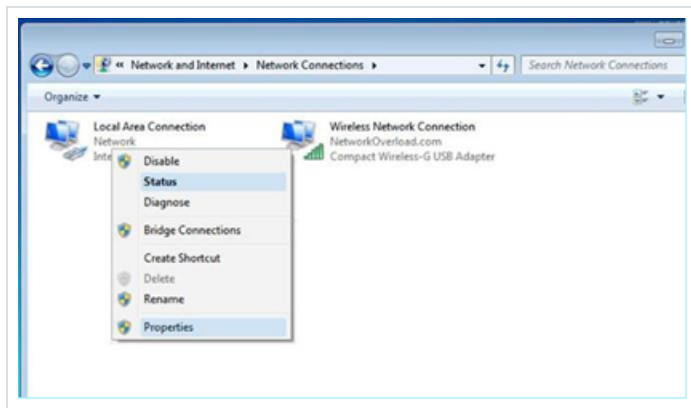 « Network and Internet ▸ Network Connections ▸
Search Network Connections
Organize
Local Area Connection
Network
Inte
Wireless Network Connection
NetworkOverload.com
Compact Wireless-G USB Adapter
Disable
Status
Diagnose
Bridge Connections
Create Shortcut
Delete
Rename
Properties